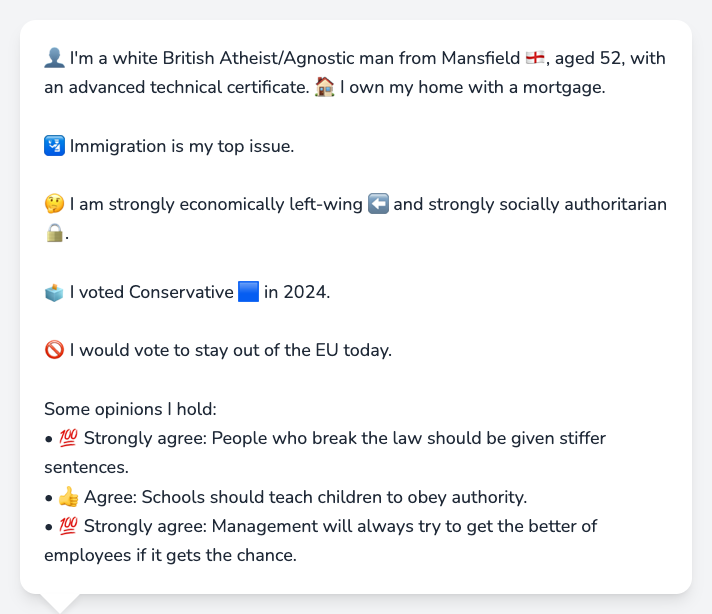 👤 I'm a white British Atheist/Agnostic man from Mansfield 🏴󠁧󠁢󠁥󠁮󠁧󠁿, aged 52, with
an advanced technical certificate. 🏠 I own my home with a mortgage.
🛂 Immigration is my top issue.
🤔 I am strongly economically left-wing ⬅️ and strongly socially authoritarian
🔒.
🗳️ I voted Conservative 🟦 in 2024.
🚫 I would vote to stay out of the EU today.
Some opinions I hold:
• 💯 Strongly agree: People who break the law should be given stiffer
sentences.
• 👍 Agree: Schools should teach children to obey authority.
• 💯 Strongly agree: Management will always try to get the better of
employees if it gets the chance.